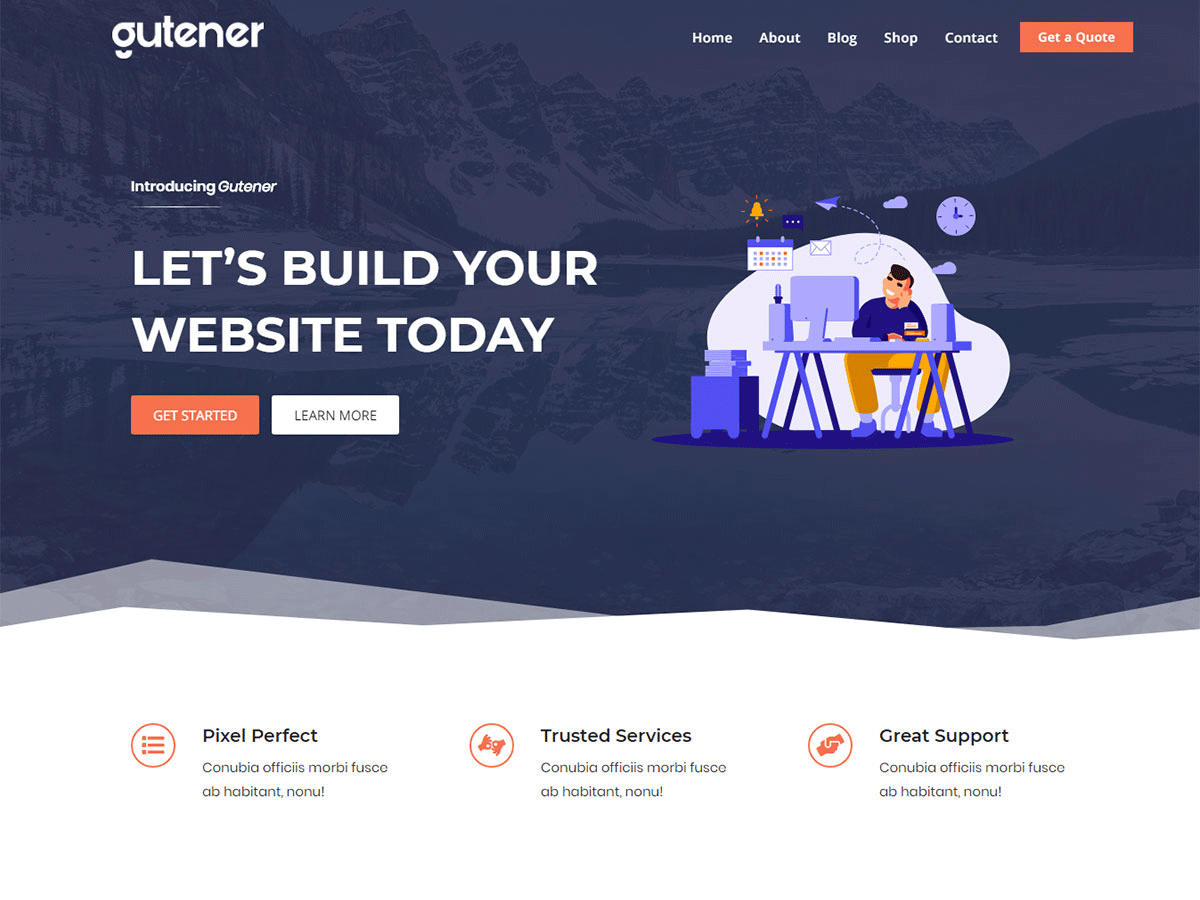 gutener
Home About Blog Shop Contact Get a Quote
Introducing Gutener
LET’S BUILD YOUR
WEBSITE TODAY
GET STARTED LEARN MORE
Pixel Perfect
Conubia officiis morbi fusce
ab habitant, nonu!
Trusted Services
Conubia officiis morbi fusce
ab habitant, nonu!
Great Support
Conubia officiis morbi fusce
ab habitant, nonu!